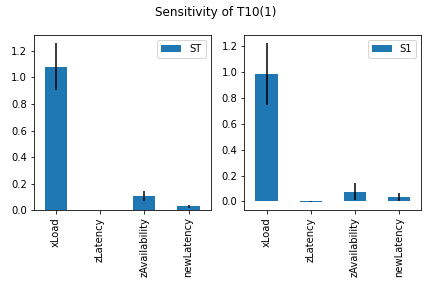 Sensitivity of T10(1)
ST
1.2
1.0
0.8
0.6
0.4
0.2
0.0
xLoad
zLatency
zAvailability
newLatency
S1
1.2
1.0
0.8
0.6
0.4
0.2
0.0
xLoad
zLatency
zAvailability
newLatency